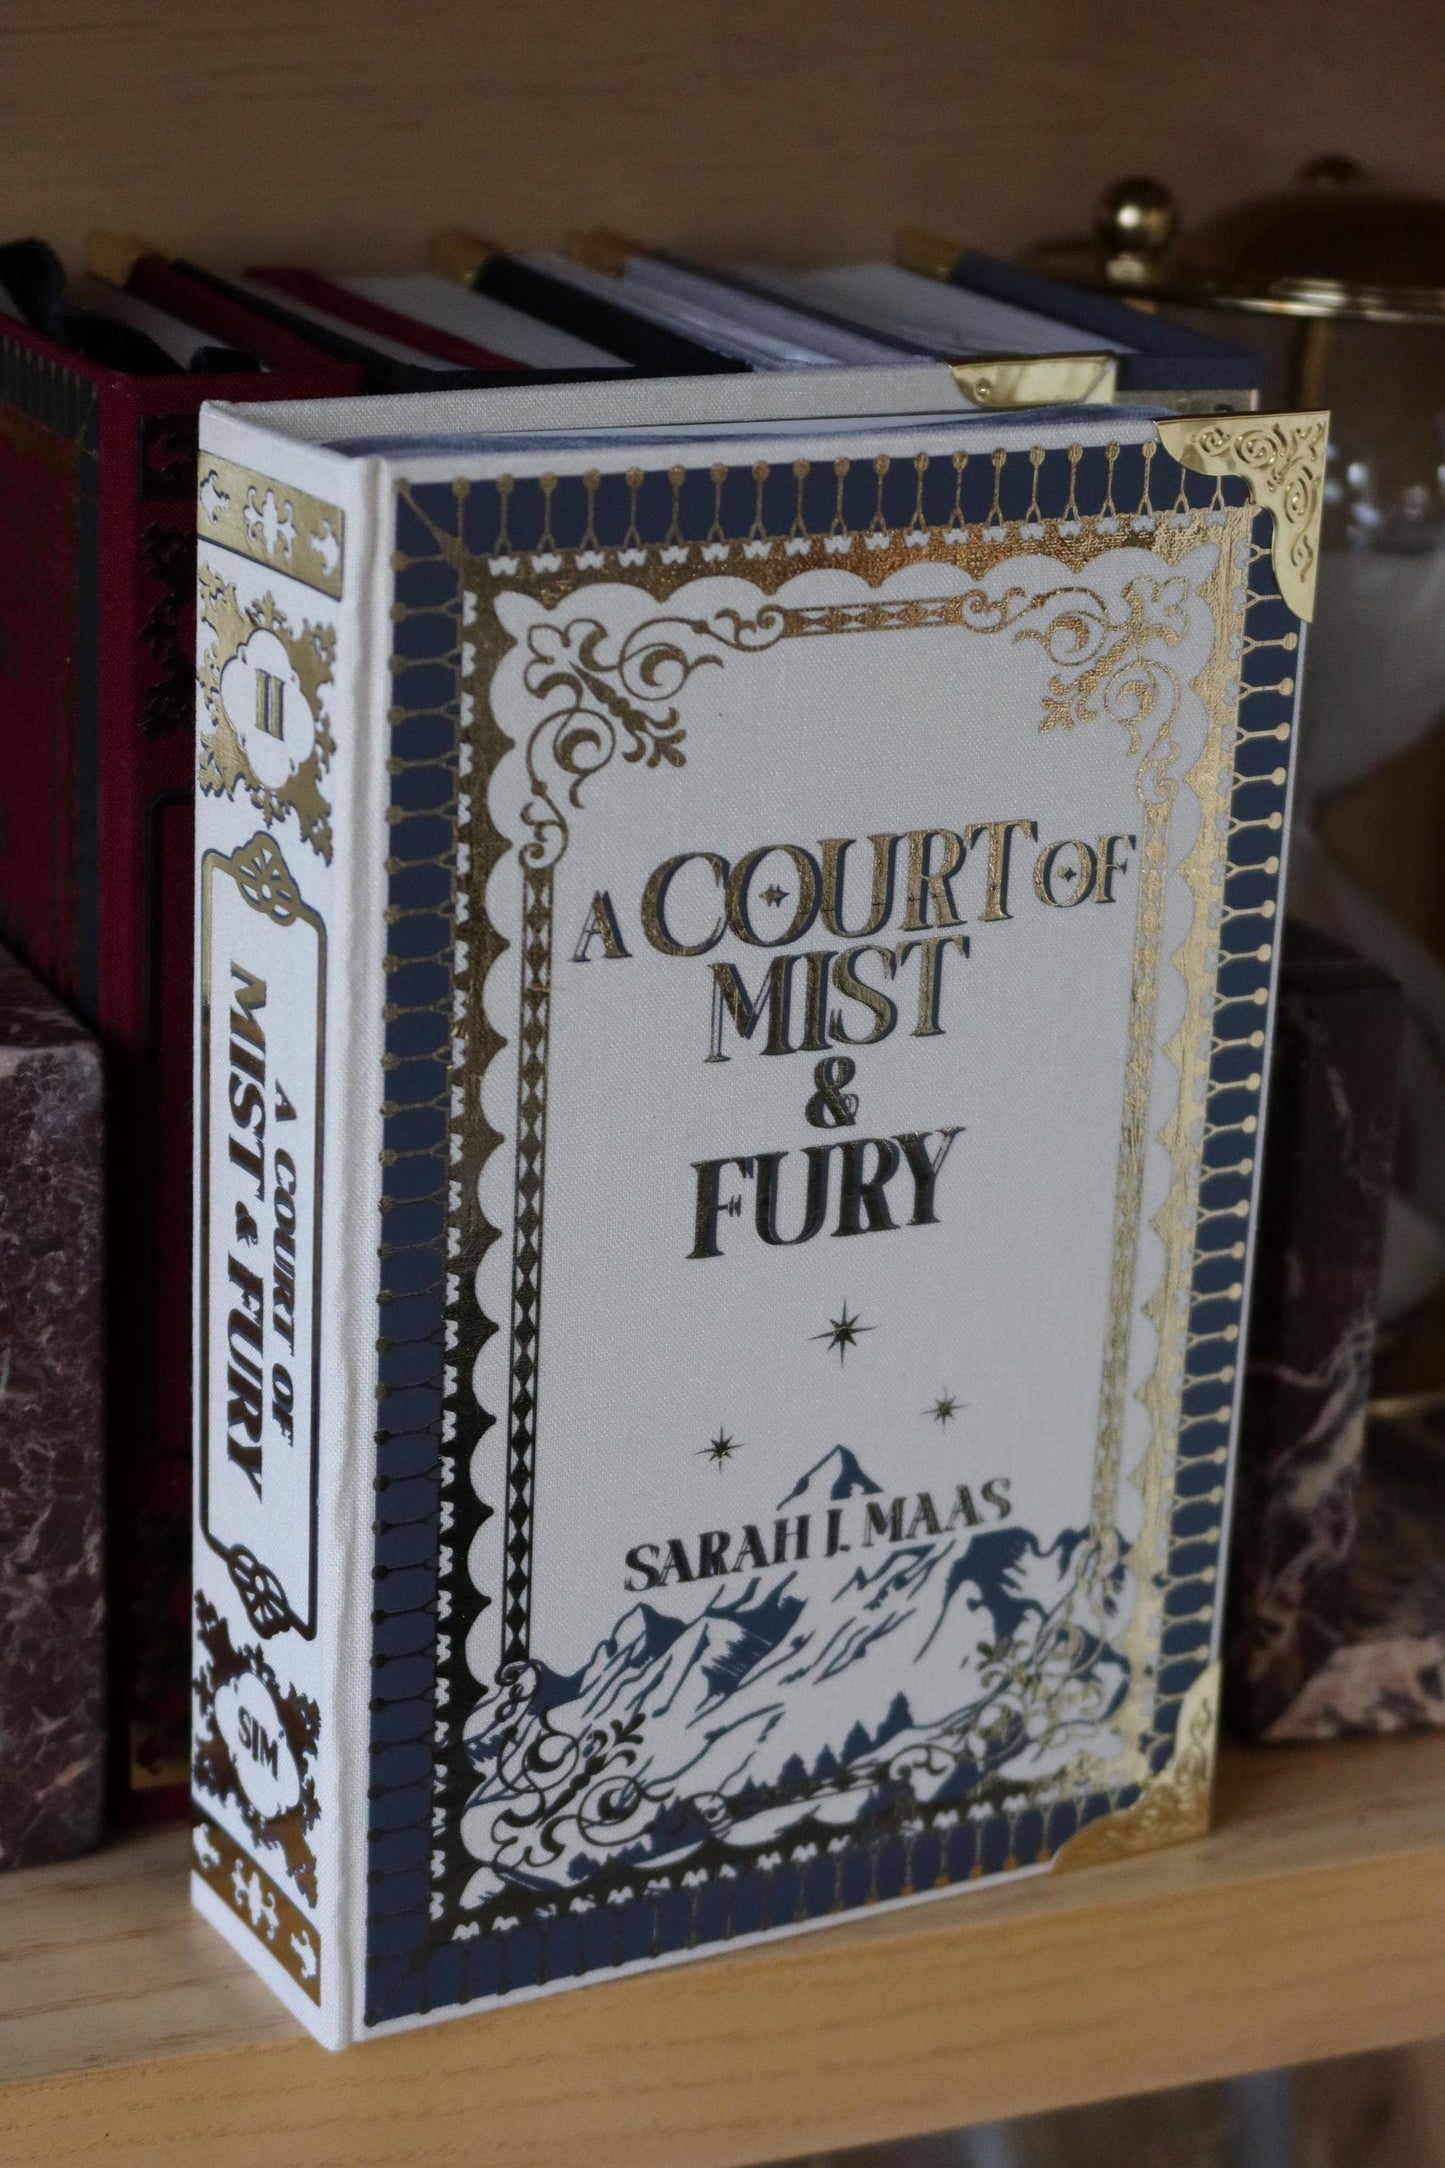 A COURT OF
MIST
&
FURY
SARAH J. MAAS
II
A COURT OF
MIST & FURY
SJM